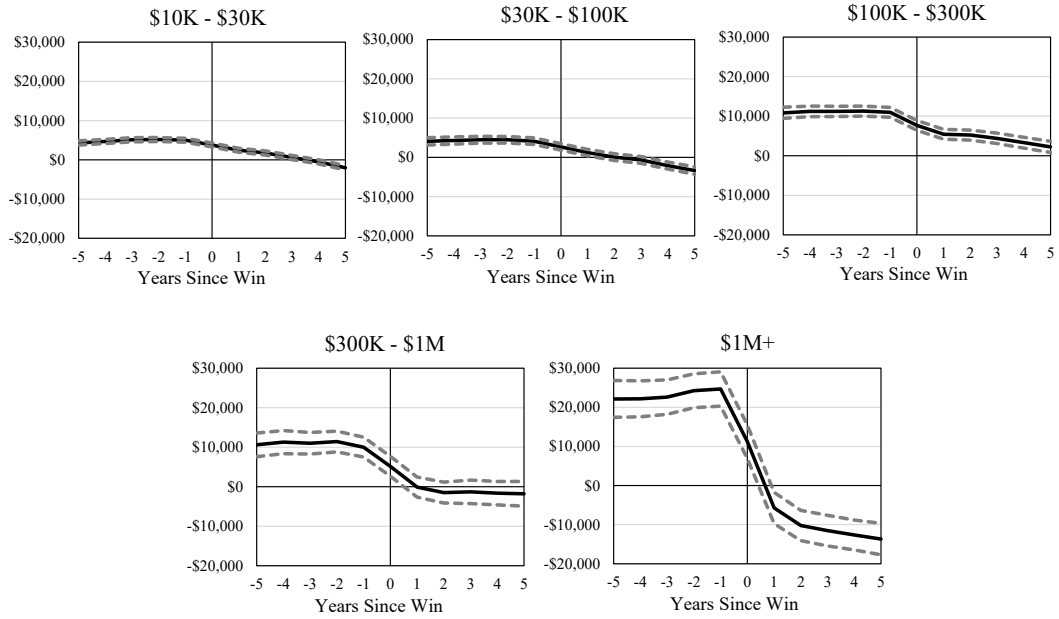 $10K - $30K
$30,000
$20,000
$10,000
$0
-$10,000
-$20,000
-5 -4 -3 -2 -1 0 1 2 3 4 5
Years Since Win
$30K - $100K
$30,000
$20,000
$10,000
$0
-$10,000
-$20,000
-5 -4 -3 -2 -1 0 1 2 3 4 5
Years Since Win
$100K - $300K
$30,000
$20,000
$10,000
$0
-$10,000
-$20,000
-5 -4 -3 -2 -1 0 1 2 3 4 5
Years Since Win
$300K - $1M
$30,000
$20,000
$10,000
$0
-$10,000
-$20,000
-5 -4 -3 -2 -1 0 1 2 3 4 5
Years Since Win
$1M+
$30,000
$20,000
$10,000
$0
-$10,000
-$20,000
-5 -4 -3 -2 -1 0 1 2 3 4 5
Years Since Win